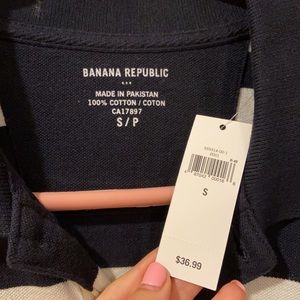 BANANA REPUBLIC
MADE IN PAKISTAN
100% COTTON / COTON
CA17897
S / P
S
$36.99